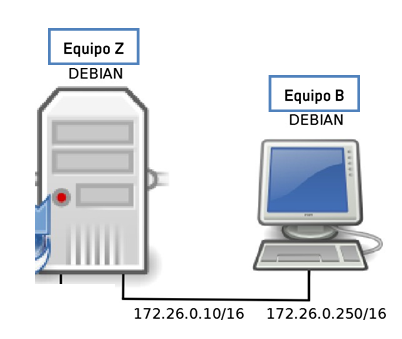 Equipo Z
DEBIAN
Equipo B
DEBIAN
172.26.0.10/16
172.26.0.250/16